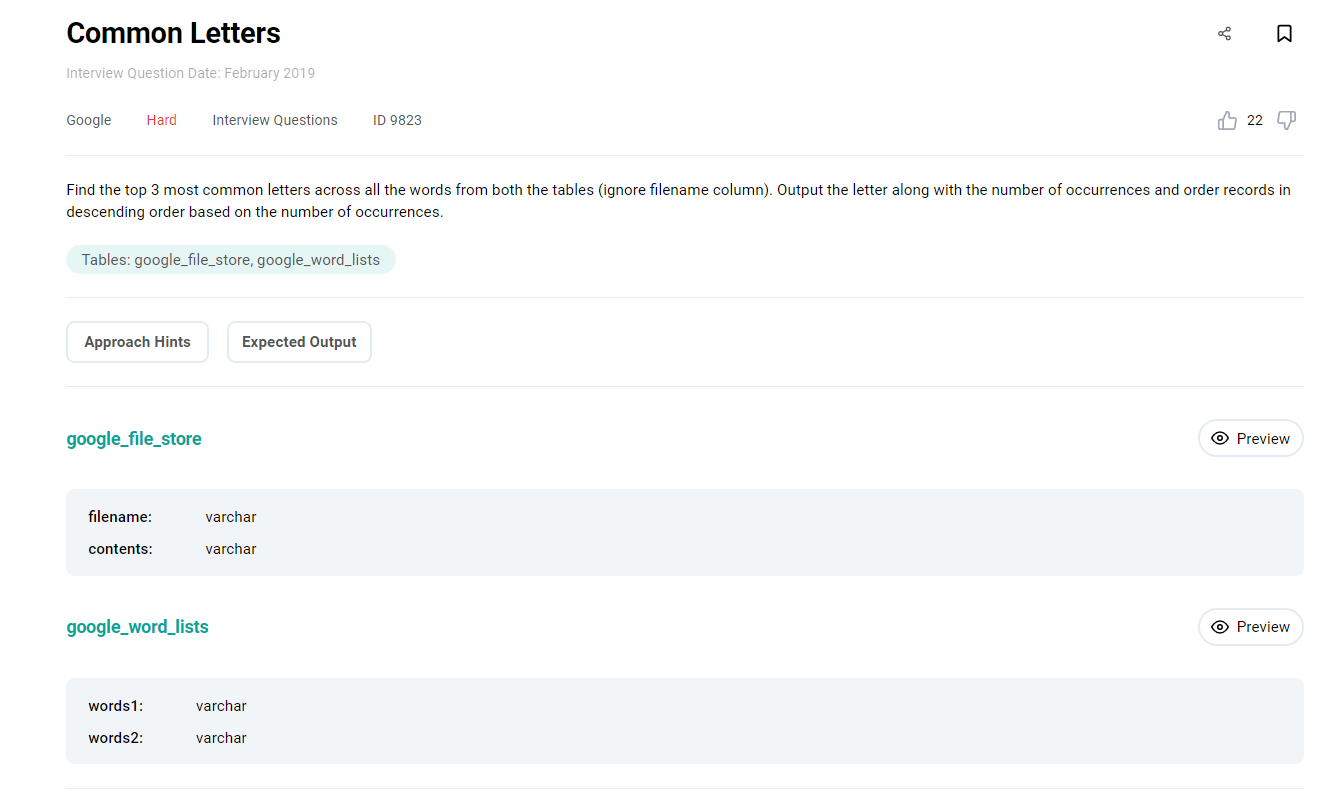 Common Letters
Interview Question Date: February 2019
Google Hard Interview Questions ID 9823 22
Find the top 3 most common letters across all the words from both the tables (ignore filename column). Output the letter along with the number of occurrences and order records in
descending order based on the number of occurrences.
Tables: google_file_store, google_word_lists
Approach Hints Expected Output
google_file_store Preview
filename: varchar
contents: varchar
google_word_lists Preview
words1: varchar
words2: varchar